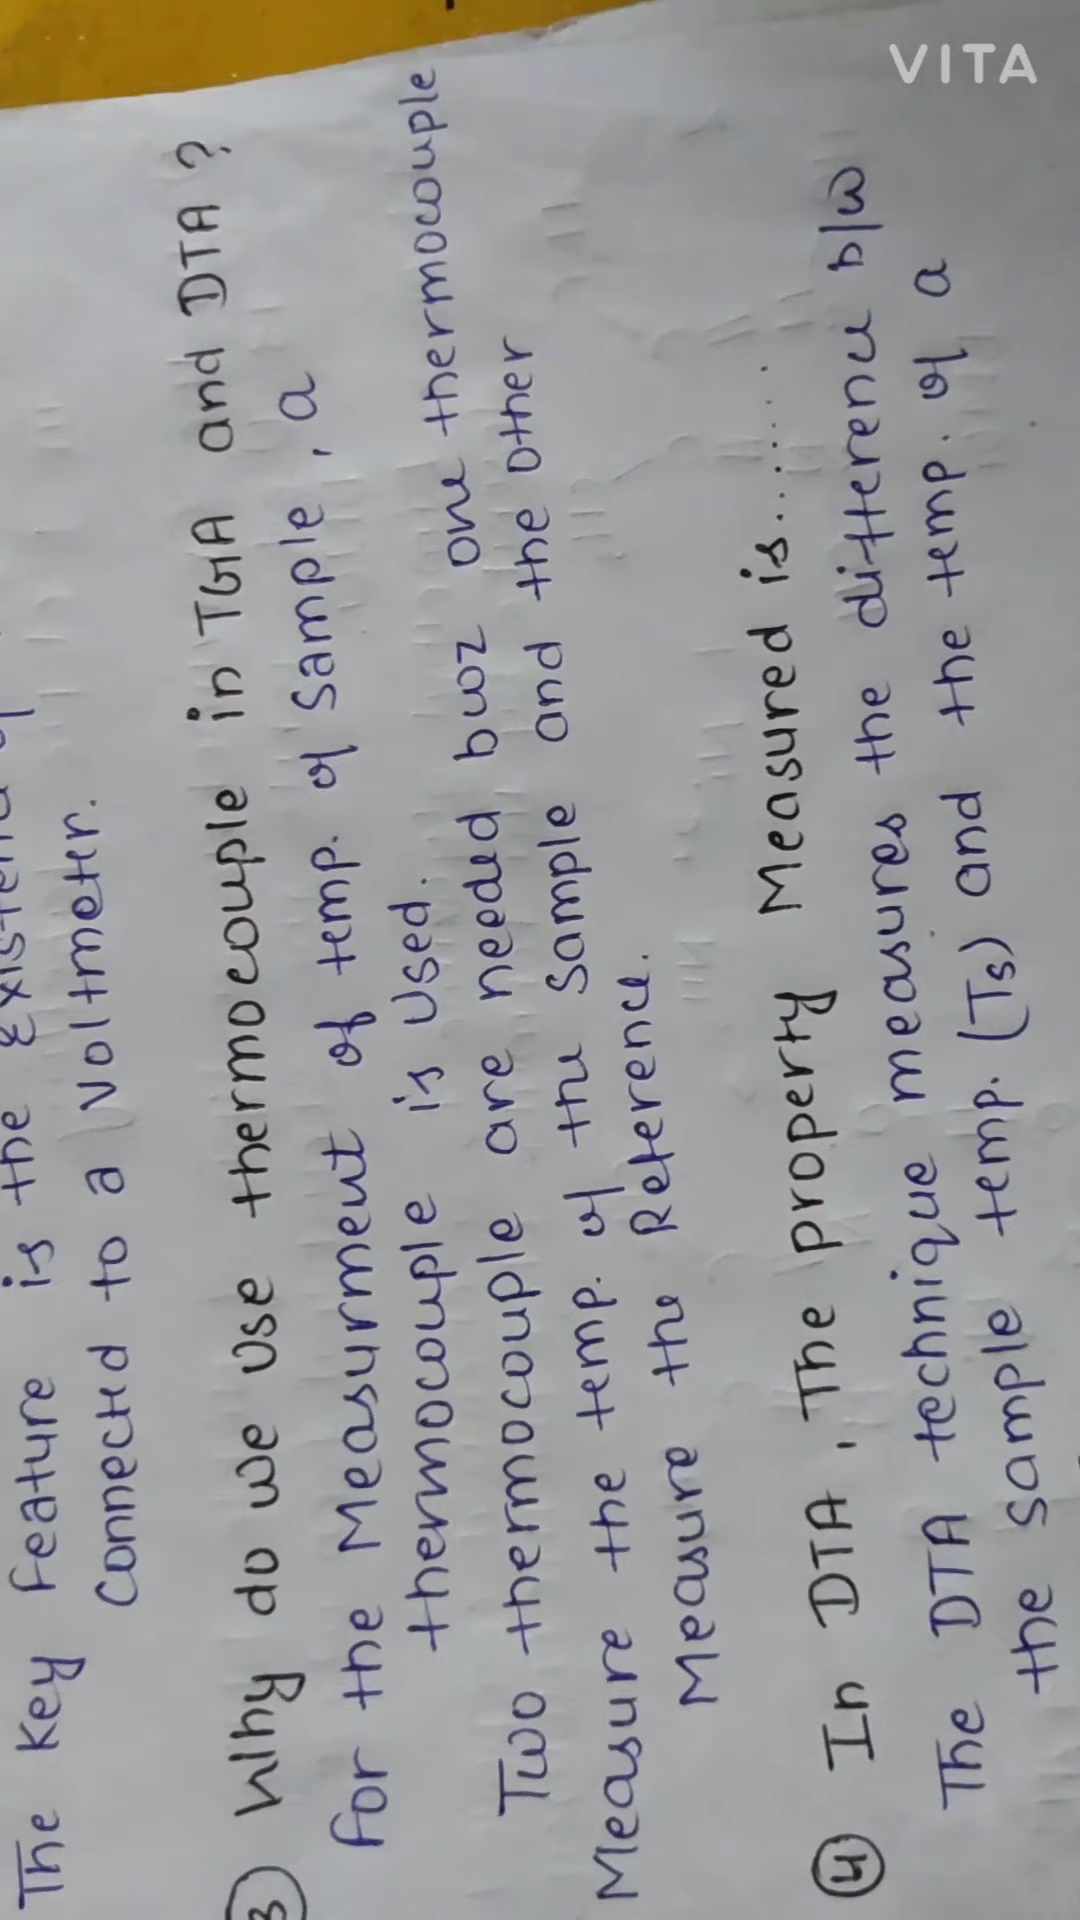 VITA
The Key feature is the
connected to a voltmeter.
3 Why do we use thermocouple in TGA and DTA ?
for the Measurment of temp. of sample, a
thermocouple is used.
Two thermocouple are needed bcoz one thermocouple
Measure the temp. of the sample and the other
Measure the Reference.
4 In DTA, The property Measured is.......
The DTA technique measures the difference b/w
the sample temp. (Ts) and the temp. of a